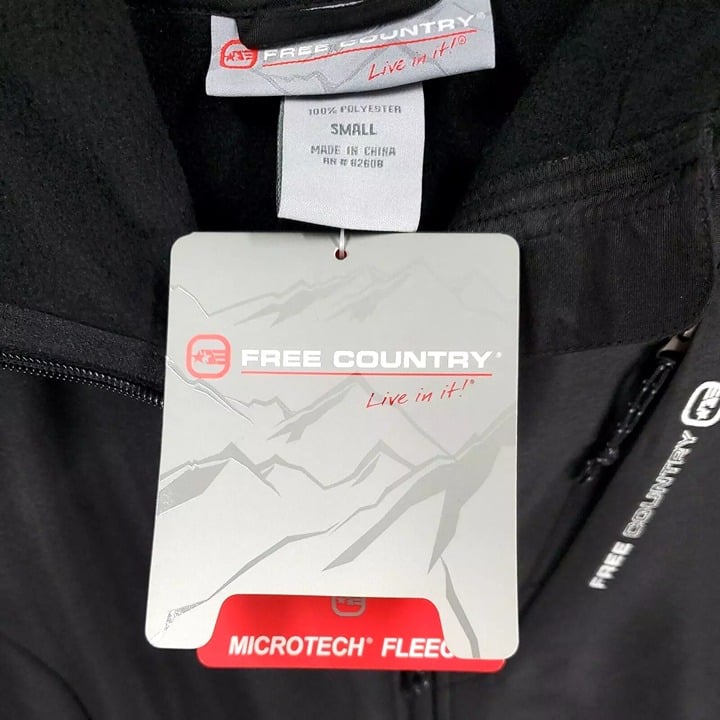 FREE COUNTRY®
Live in it!®
100% POLYESTER
SMALL
MADE IN CHINA
RN # 82608
FREE COUNTRY®
Live in it!®
FREE COUNTRY
MICROTECH® FLEEC